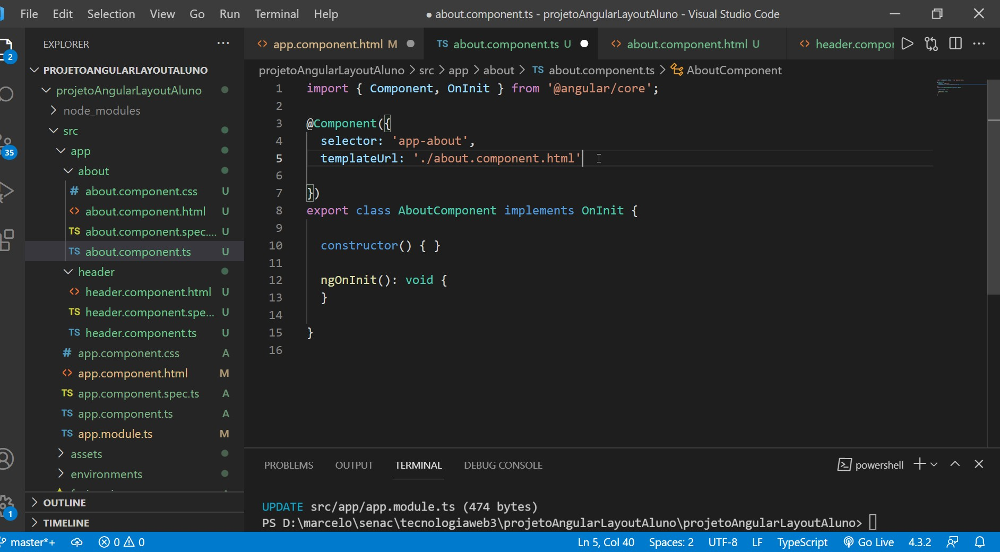 File Edit Selection View Go Run Terminal Help ● about.component.ts - projetoAngularLayoutAluno - Visual Studio Code
EXPLORER ···
app.component.html M
TS about.component.ts U
about.component.html U
header.compo
2
35
1
PROJETOANGULARLAYOUTALUNO
projetoAngularLayoutAluno
node_modules
src
app
about
# about.component.css U
about.component.html U
TS about.component.spec.... U
TS about.component.ts U
header
header.component.html U
TS header.component.spe... U
TS header.component.ts U
# app.component.css A
app.component.html M
TS app.component.spec.ts A
TS app.component.ts A
TS app.module.ts M
assets
environments
OUTLINE
TIMELINE
projetoAngularLayoutAluno > src > app > about > TS about.component.ts > AboutComponent
1 import { Component, OnInit } from '@angular/core';
2
3 @Component({
4 selector: 'app-about',
5 templateUrl: './about.component.html'
6
7 })
8 export class AboutComponent implements OnInit {
9
10 constructor() { }
11
12 ngOnInit(): void {
13 }
14
15 }
16
PROBLEMS OUTPUT TERMINAL DEBUG CONSOLE powershell
UPDATE src/app/app.module.ts (474 bytes)
PS D:\marcelo\senac\tecnologiaweb3\projetoAngularLayoutAluno\projetoAngularLayoutAluno>
master*+ 0 0 Ln 5, Col 40 Spaces: 2 UTF-8 LF TypeScript Go Live 4.3.2